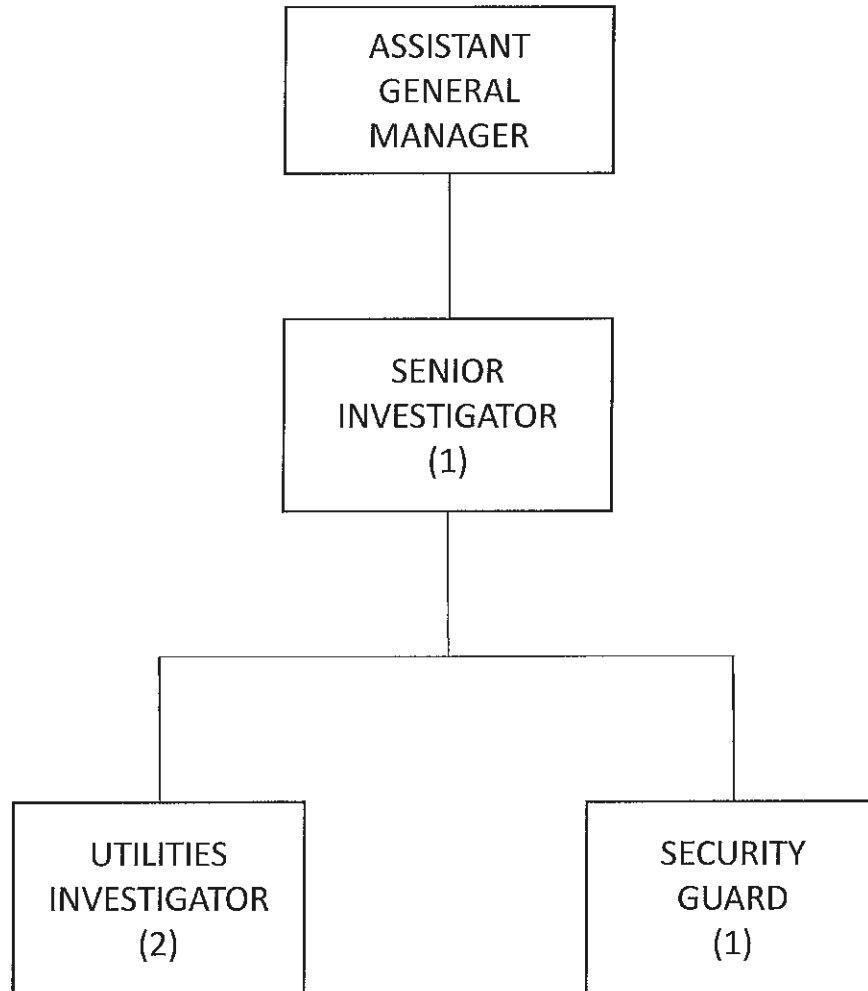 ASSISTANT
GENERAL
MANAGER
SENIOR
INVESTIGATOR
(1)
UTILITIES
INVESTIGATOR
(2)
SECURITY
GUARD
(1)